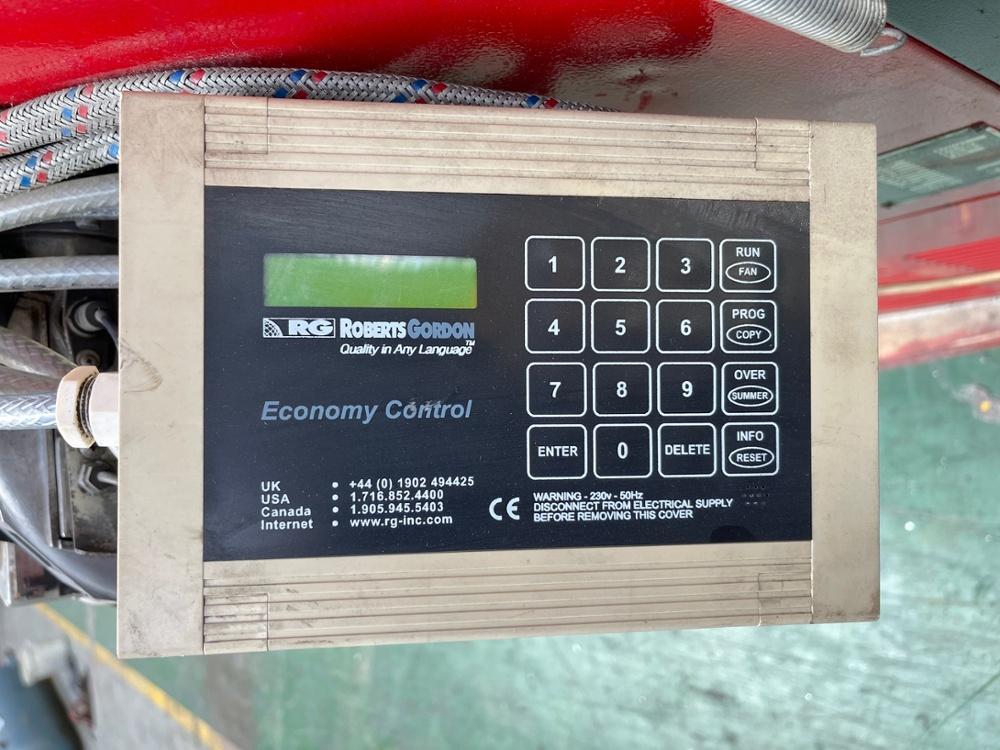 RG ROBERTSGORDON™
Quality in Any Language
Economy Control
UK • +44 (0) 1902 494425
USA • 1.716.852.4400
Canada • 1.905.945.5403
Internet • www.rg-inc.com
1 2 3 RUN FAN
4 5 6 PROG COPY
7 8 9 OVER SUMMER
ENTER 0 DELETE INFO RESET
CE
WARNING - 230v - 50Hz
DISCONNECT FROM ELECTRICAL SUPPLY
BEFORE REMOVING THIS COVER